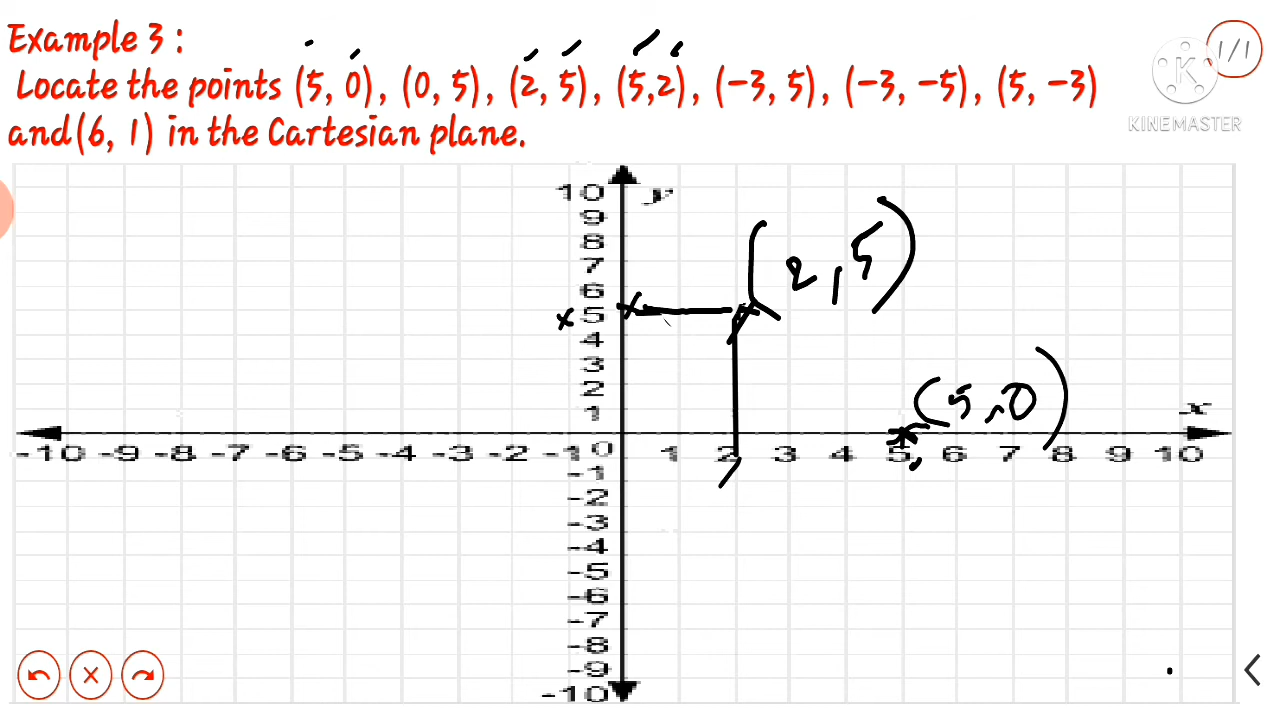 Example 3 :
Locate the points (5, 0), (0, 5), (2, 5), (5,2), (-3, 5), (-3, -5), (5, -3)
and(6, 1) in the Cartesian plane.
1/1
K
KINEMASTER
10 y
9
8
7
6
x 5
4
3
2
1
(2, 5)
(5, 0)
x
-10 -9 -8 -7 -6 -5 -4 -3 -2 -1 0 1 2 3 4 5 6 7 8 9 10
-1
-2
-3
-4
-5
-6
-7
-8
-9
-10